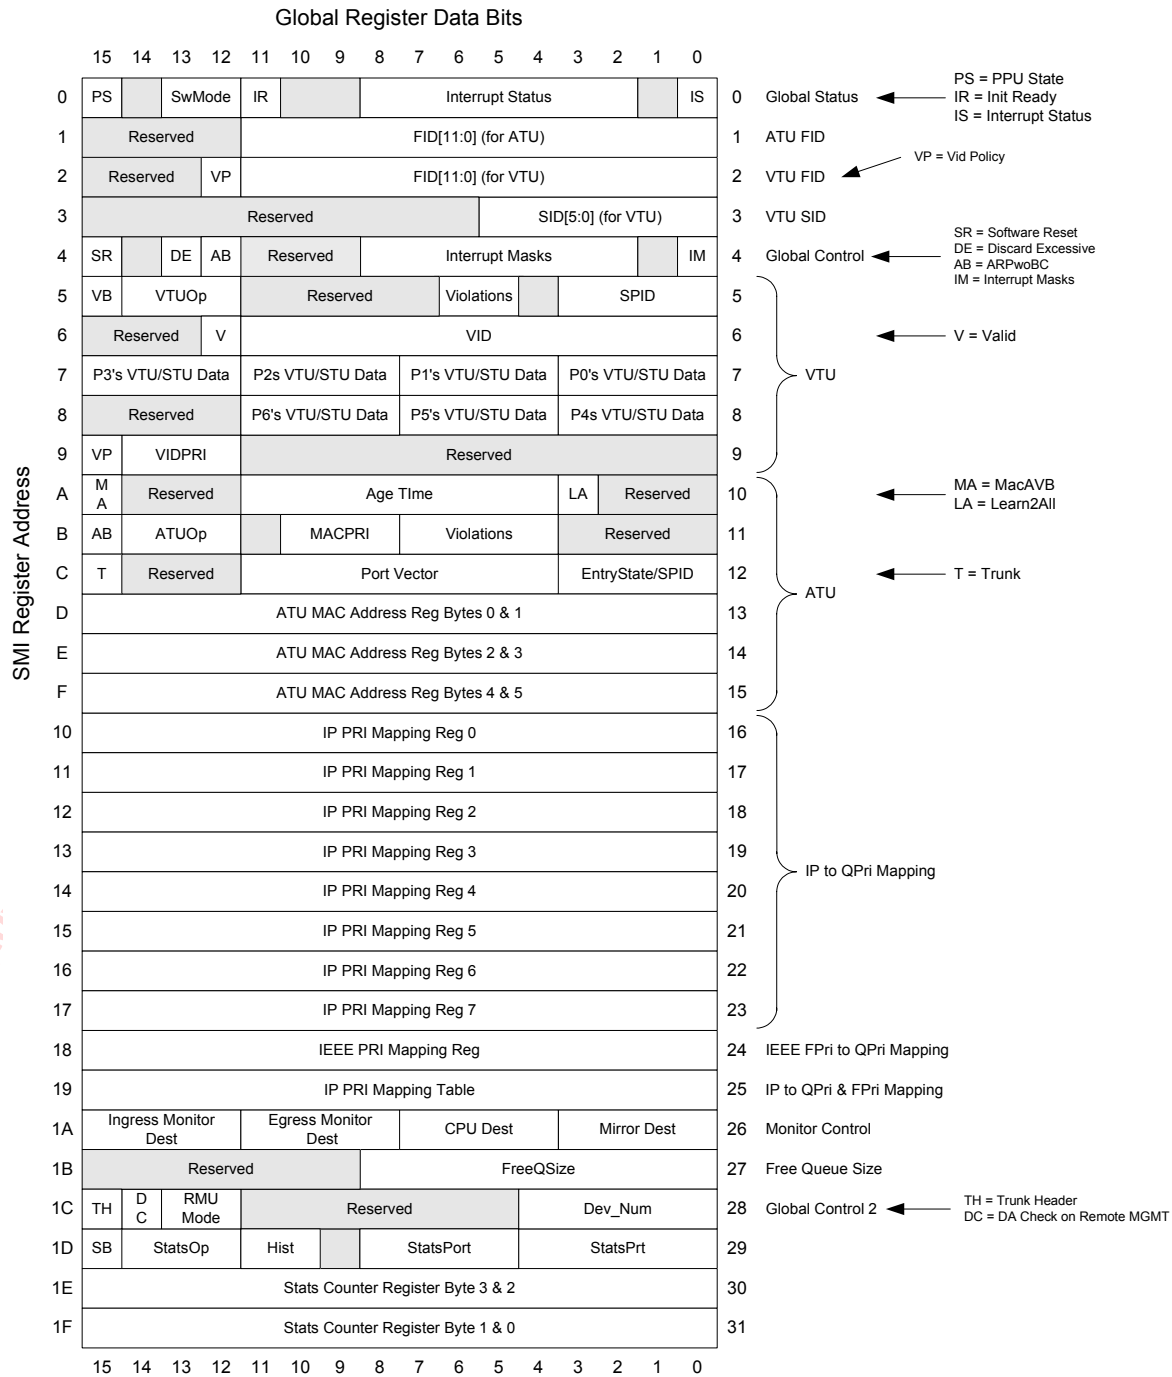 Global Register Data Bits
15 14 13 12 11 10 9 8 7 6 5 4 3 2 1 0
0 PS SwMode IR Interrupt Status IS 0 Global Status
PS = PPU State
IR = Init Ready
IS = Interrupt Status
1 Reserved FID[11:0] (for ATU) 1 ATU FID
VP = Vid Policy
2 Reserved VP FID[11:0] (for VTU) 2 VTU FID
3 Reserved SID[5:0] (for VTU) 3 VTU SID
4 SR DE AB Reserved Interrupt Masks IM 4 Global Control
SR = Software Reset
DE = Discard Excessive
AB = ARPwoBC
IM = Interrupt Masks
5 VB VTUOp Reserved Violations SPID 5
6 Reserved V VID 6 V = Valid
7 P3's VTU/STU Data P2s VTU/STU Data P1's VTU/STU Data P0's VTU/STU Data 7 VTU
8 Reserved P6's VTU/STU Data P5's VTU/STU Data P4s VTU/STU Data 8
9 VP VIDPRI Reserved 9
SMI Register Address
A M A Reserved Age TIme LA Reserved 10
MA = MacAVB
LA = Learn2All
B AB ATUOp MACPRI Violations Reserved 11
C T Reserved Port Vector EntryState/SPID 12 T = Trunk
ATU
D ATU MAC Address Reg Bytes 0 & 1 13
E ATU MAC Address Reg Bytes 2 & 3 14
F ATU MAC Address Reg Bytes 4 & 5 15
10 IP PRI Mapping Reg 0 16
11 IP PRI Mapping Reg 1 17
12 IP PRI Mapping Reg 2 18
13 IP PRI Mapping Reg 3 19
IP to QPri Mapping
14 IP PRI Mapping Reg 4 20
15 IP PRI Mapping Reg 5 21
16 IP PRI Mapping Reg 6 22
17 IP PRI Mapping Reg 7 23
18 IEEE PRI Mapping Reg 24 IEEE FPri to QPri Mapping
19 IP PRI Mapping Table 25 IP to QPri & FPri Mapping
1A Ingress Monitor Dest Egress Monitor Dest CPU Dest Mirror Dest 26 Monitor Control
1B Reserved FreeQSize 27 Free Queue Size
1C TH D C RMU Mode Reserved Dev_Num 28 Global Control 2
TH = Trunk Header
DC = DA Check on Remote MGMT
1D SB StatsOp Hist StatsPort StatsPrt 29
1E Stats Counter Register Byte 3 & 2 30
1F Stats Counter Register Byte 1 & 0 31
15 14 13 12 11 10 9 8 7 6 5 4 3 2 1 0